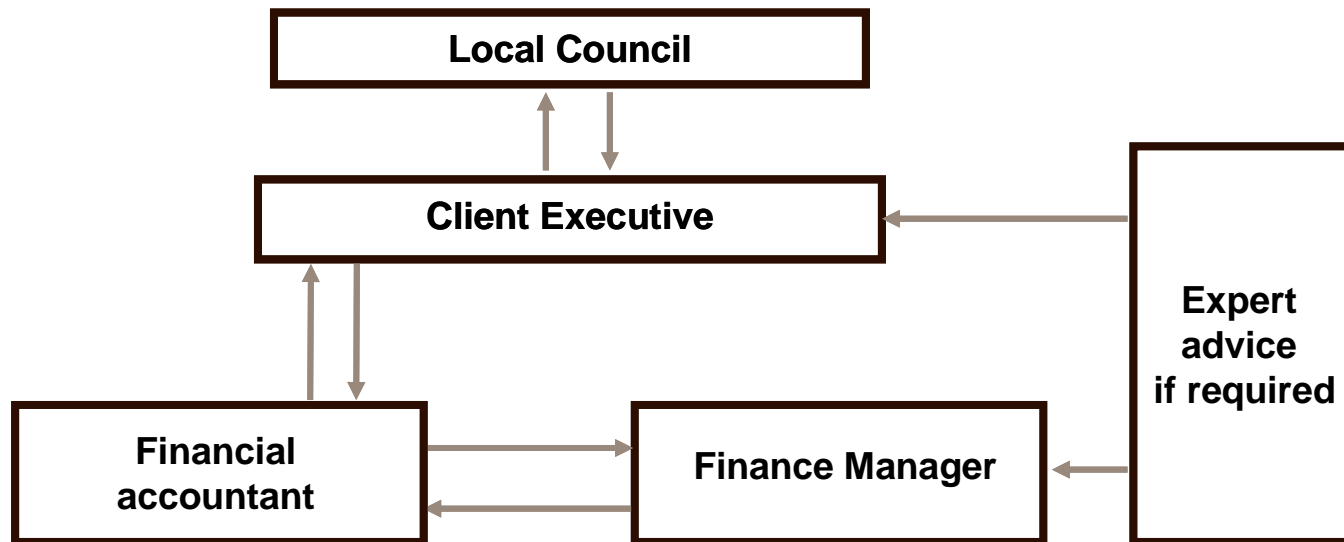 Local Council
Client Executive
Expert
advice
if required
Financial
accountant
Finance Manager